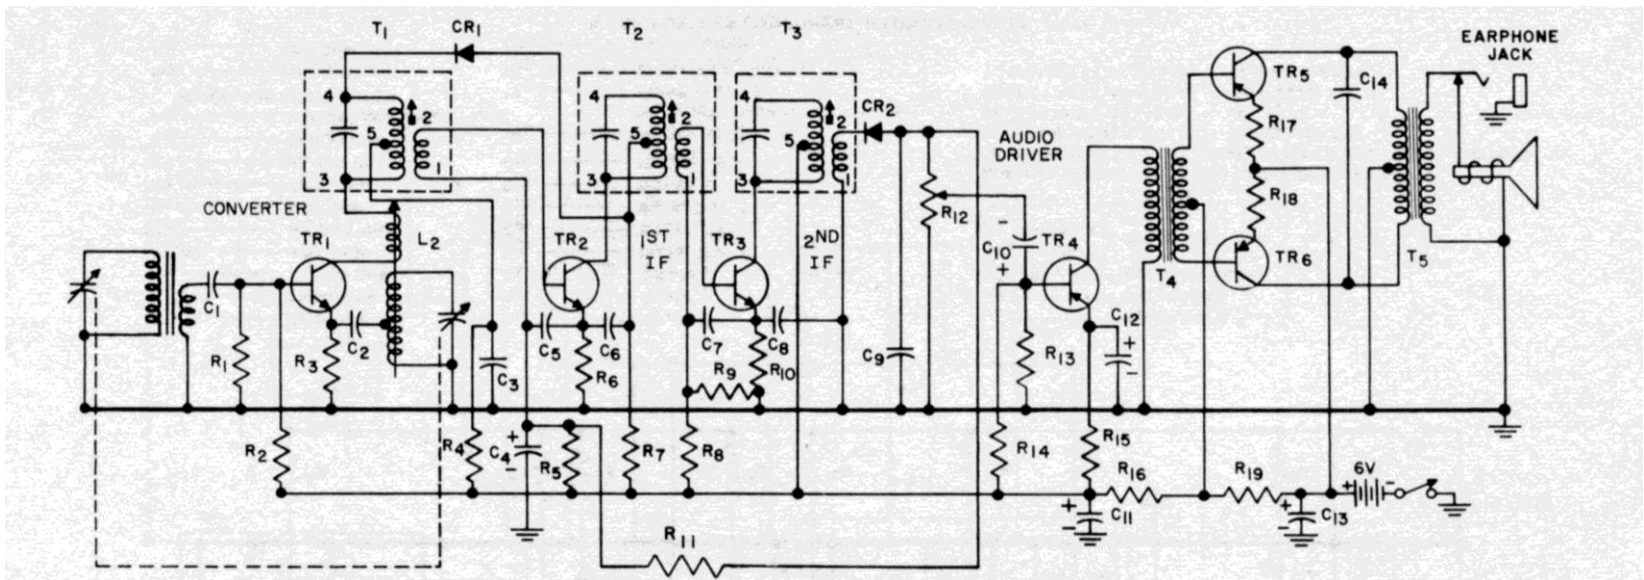 T1
CR1
T2
T3
EARPHONE
JACK
4
5
3
2
1
4
5
3
2
1
4
5
3
2
1
CR2
AUDIO
DRIVER
TR5
C14
R17
R18
TR6
T5
T4
CONVERTER
TR1
L2
TR2
1ST
IF
TR3
2ND
IF
R12
−
C10
+
TR4
C1
R1
R3
C2
C3
C5
C6
R6
C7
C8
R9
R10
C9
R13
C12
+
−
R2
R4
C4
+
−
R5
R7
R8
R14
R15
R16
R19
6V
+
−
+
−
C11
+
−
C13
R11